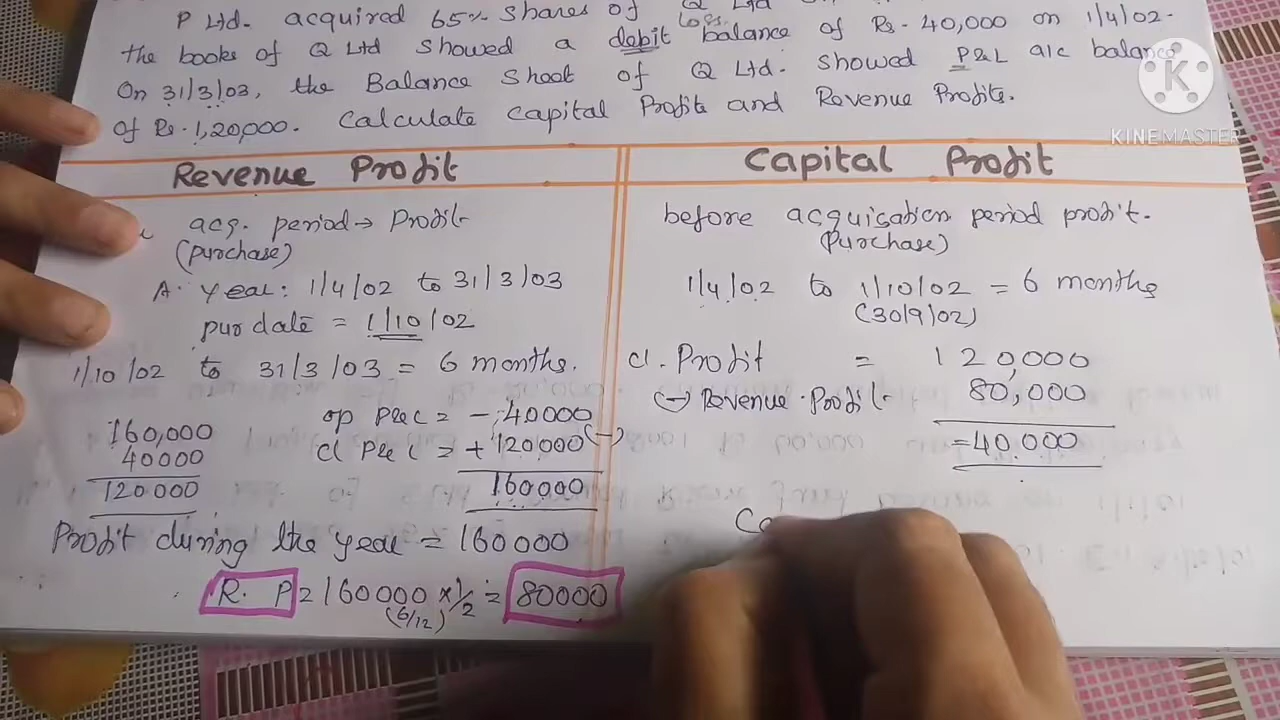 P Ltd. acquired 65% shares of Q Ltd
loss.
the books of Q Ltd showed a debit balance of Rs. 40,000 on 1/4/02.
On 31/3/03, the Balance Sheet of Q Ltd. showed P&L a/c balance
of Rs. 1,20,000. Calculate Capital Profits and Revenue Profits.
KINEMASTER
Revenue Profit
acq. period → Profit
(purchase)
A. year: 1/4/02 to 31/3/03
pur date = 1/10/02
1/10/02 to 31/3/03 = 6 months.
op P&L = - 40000
160,000
40000
120000
cl P&L = + 120000 (-)
160000
Profit during the year = 160000
R. P = 160000 x 1/2 = 80000
(6/12)
Capital Profit
before acquisation period profit.
(purchase)
1/4/02 to 1/10/02 = 6 months
(30/9/02)
cl. Profit = 120,000
(-) Revenue Profit 80,000
= 40,000